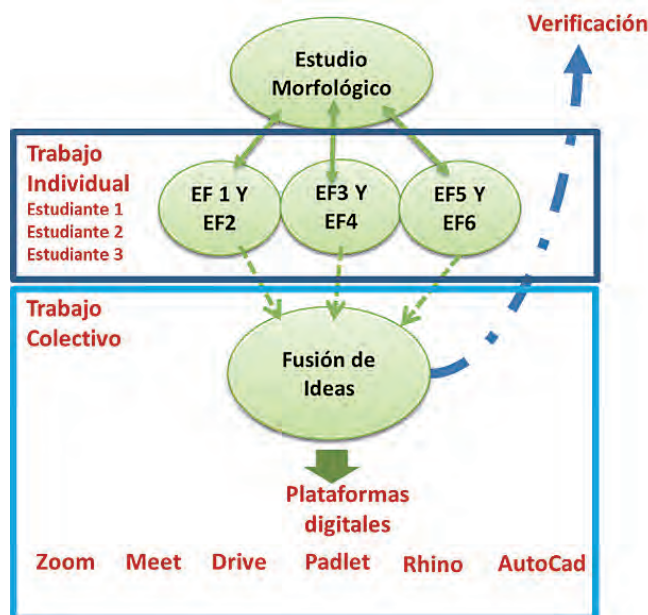 Verificación
Estudio
Morfológico
Trabajo
Individual
Estudiante 1
Estudiante 2
Estudiante 3
EF 1 Y
EF2
EF3 Y
EF4
EF5 Y
EF6
Trabajo
Colectivo
Fusión de
Ideas
Plataformas
digitales
Zoom Meet Drive Padlet Rhino AutoCad